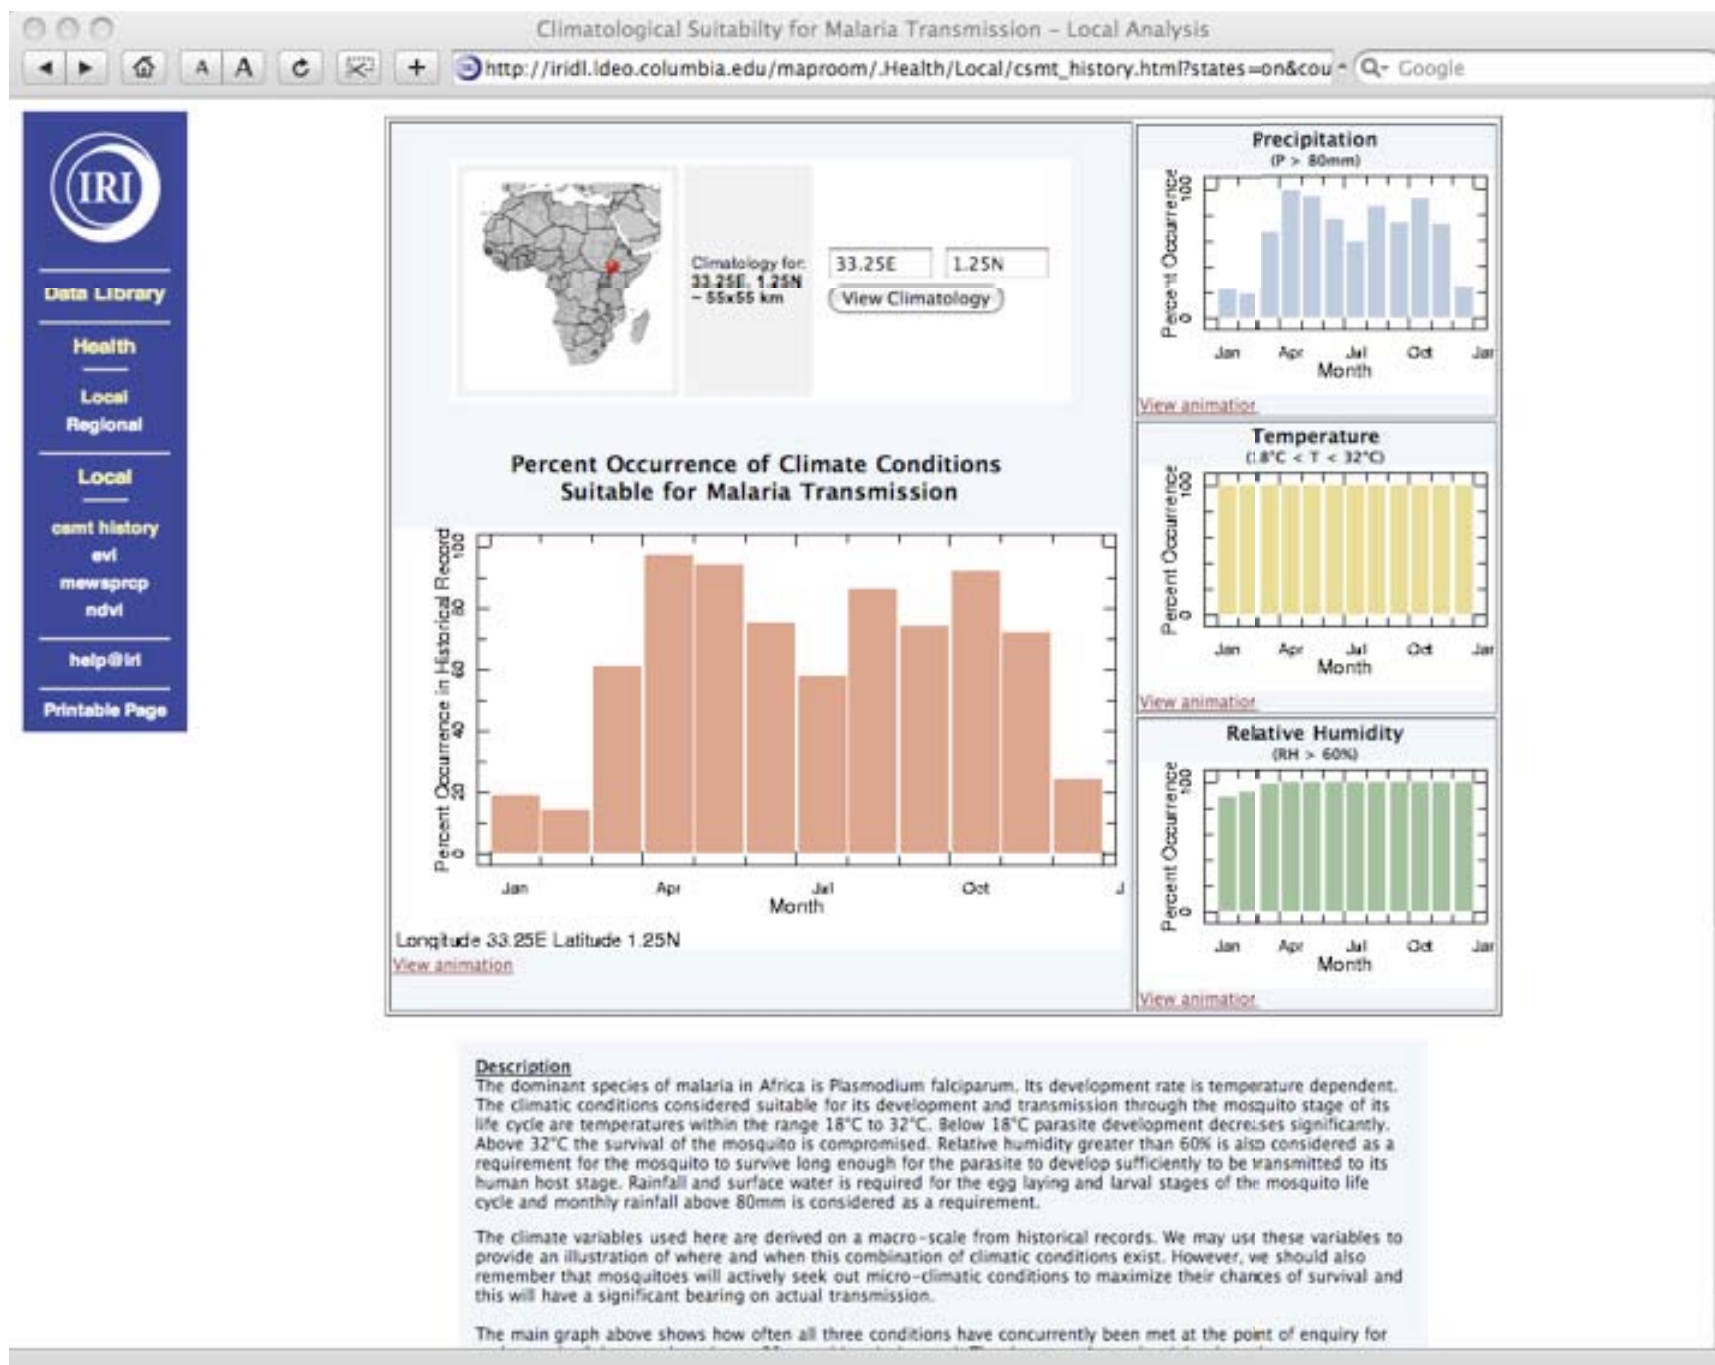 Climatological Suitabilty for Malaria Transmission – Local Analysis
A A + http://iridl.ldeo.columbia.edu/maproom/.Health/Local/csmt_history.html?states=on&cou Google
IRI
Data Library
Health
Local
Regional
Local
csmt history
evi
mewsprcp
ndvi
help@iri
Printable Page
Climatology for:
33.25E, 1.25N
~ 55x55 km
33.25E 1.25N
View Climatology
Percent Occurrence of Climate Conditions
Suitable for Malaria Transmission
Percent Occurrence in Historical Record
100
80
60
40
20
0
Jan Apr Jul Oct J
Month
Longitude 33.25E Latitude 1.25N
View animation
Precipitation
(P > 80mm)
Percent Occurrence
100
0
Jan Apr Jul Oct Jan
Month
View animation
Temperature
(18°C < T < 32°C)
Percent Occurrence
100
0
Jan Apr Jul Oct Jan
Month
View animation
Relative Humidity
(RH > 60%)
Percent Occurrence
100
0
Jan Apr Jul Oct Jan
Month
View animation
Description
The dominant species of malaria in Africa is Plasmodium falciparum. Its development rate is temperature dependent.
The climatic conditions considered suitable for its development and transmission through the mosquito stage of its
life cycle are temperatures within the range 18°C to 32°C. Below 18°C parasite development decreases significantly.
Above 32°C the survival of the mosquito is compromised. Relative humidity greater than 60% is also considered as a
requirement for the mosquito to survive long enough for the parasite to develop sufficiently to be transmitted to its
human host stage. Rainfall and surface water is required for the egg laying and larval stages of the mosquito life
cycle and monthly rainfall above 80mm is considered as a requirement.
The climate variables used here are derived on a macro-scale from historical records. We may use these variables to
provide an illustration of where and when this combination of climatic conditions exist. However, we should also
remember that mosquitoes will actively seek out micro-climatic conditions to maximize their chances of survival and
this will have a significant bearing on actual transmission.
The main graph above shows how often all three conditions have concurrently been met at the point of enquiry for